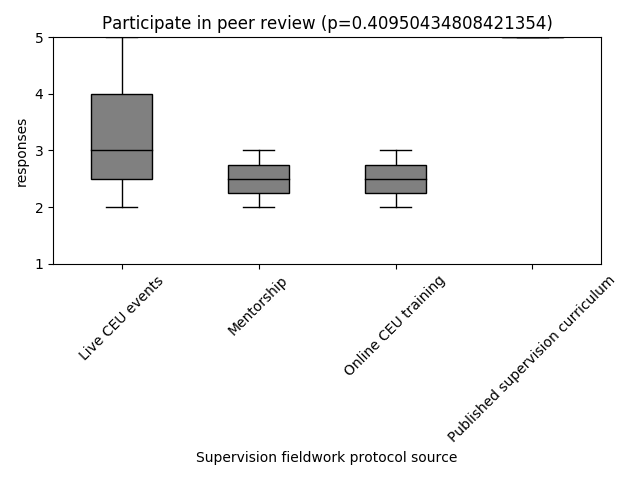 Participate in peer review (p=0.40950434808421354)
5
4
3
2
1
responses
Live CEU events
Mentorship
Online CEU training
Published supervision curriculum
Supervision fieldwork protocol source